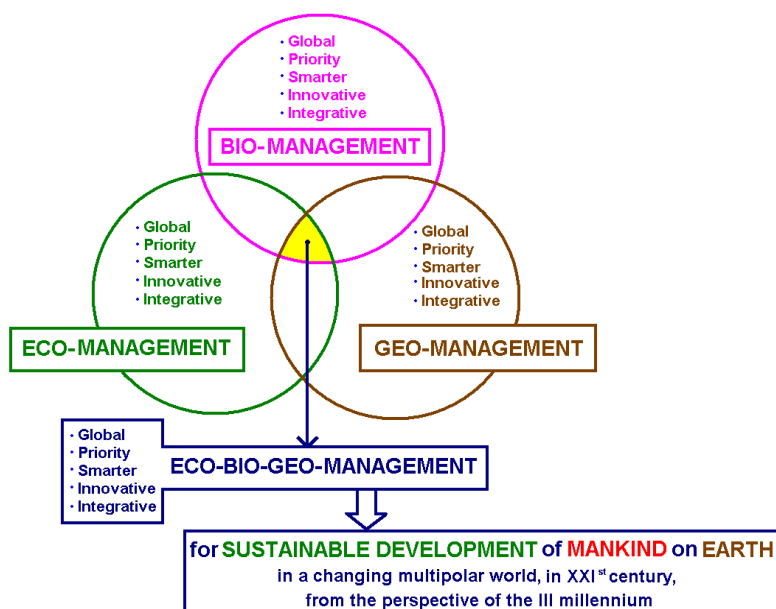 · Global
· Priority
· Smarter
· Innovative
· Integrative
BIO-MANAGEMENT
· Global
· Priority
· Smarter
· Innovative
· Integrative
ECO-MANAGEMENT
· Global
· Priority
· Smarter
· Innovative
· Integrative
GEO-MANAGEMENT
· Global
· Priority
· Smarter
· Innovative
· Integrative
ECO-BIO-GEO-MANAGEMENT
for SUSTAINABLE DEVELOPMENT of MANKIND on EARTH
in a changing multipolar world, in XXIst century,
from the perspective of the III millennium